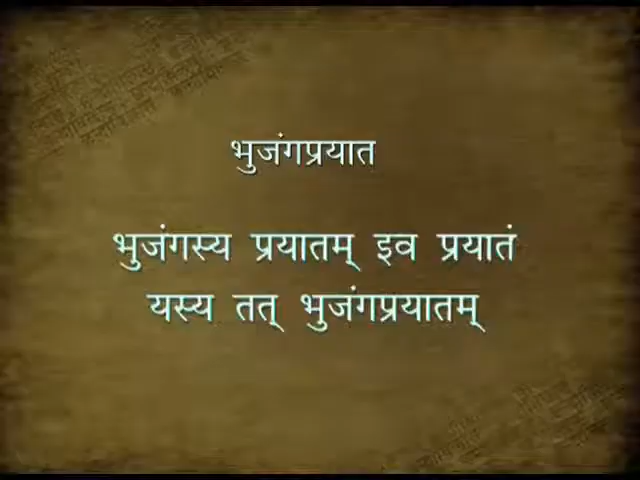 भुजंगप्रयात
भुजंगस्य प्रयातम् इव प्रयातं
यस्य तत् भुजंगप्रयातम्